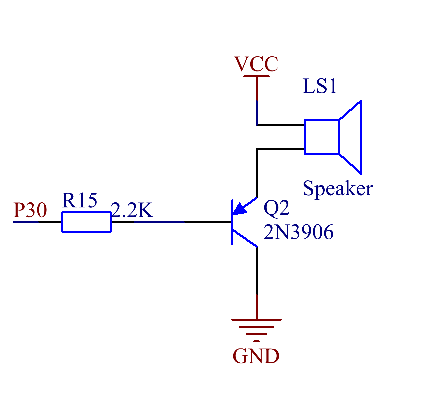 VCC
LS1
Speaker
P30
R15
2.2K
Q2
2N3906
GND